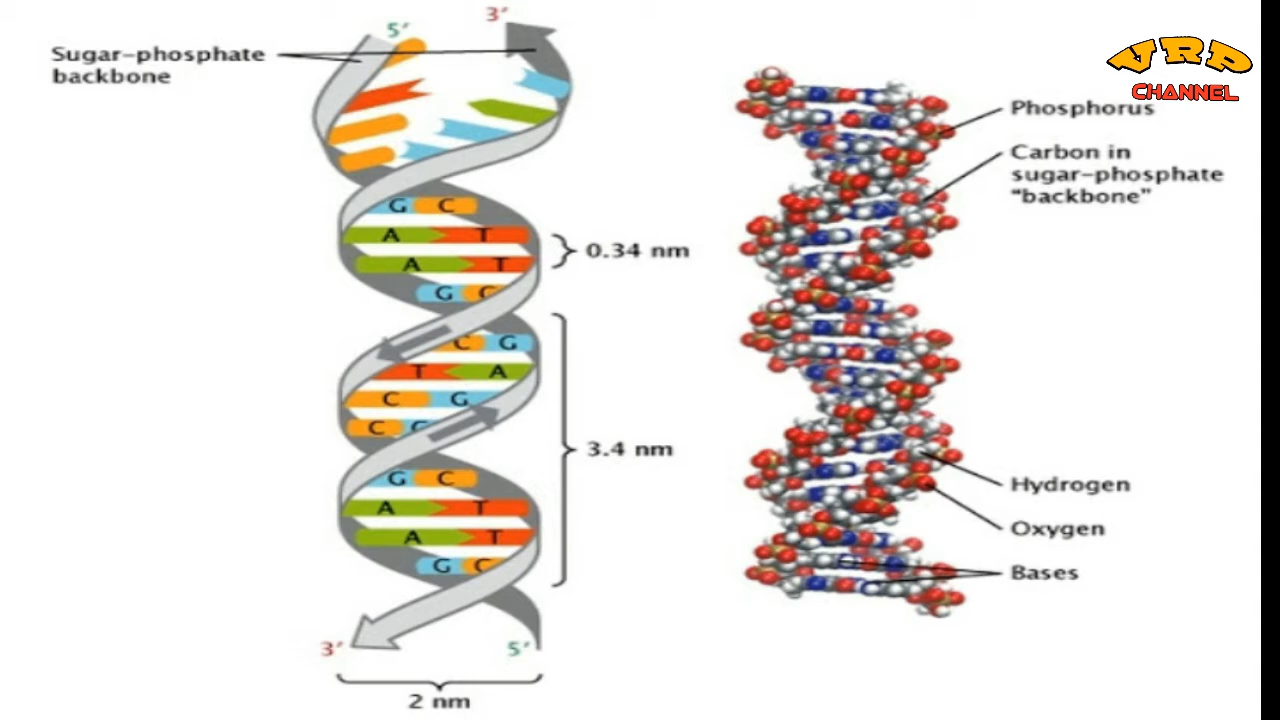 5′
3′
Sugar–phosphate
backbone
VRP
CHANNEL
Phosphorus
Carbon in
sugar–phosphate
“backbone”
G C
A T
0.34 nm
A T
G C
C G
T A
C G
C G
3.4 nm
G C
A T
A T
G C
Hydrogen
Oxygen
Bases
3′
5′
2 nm